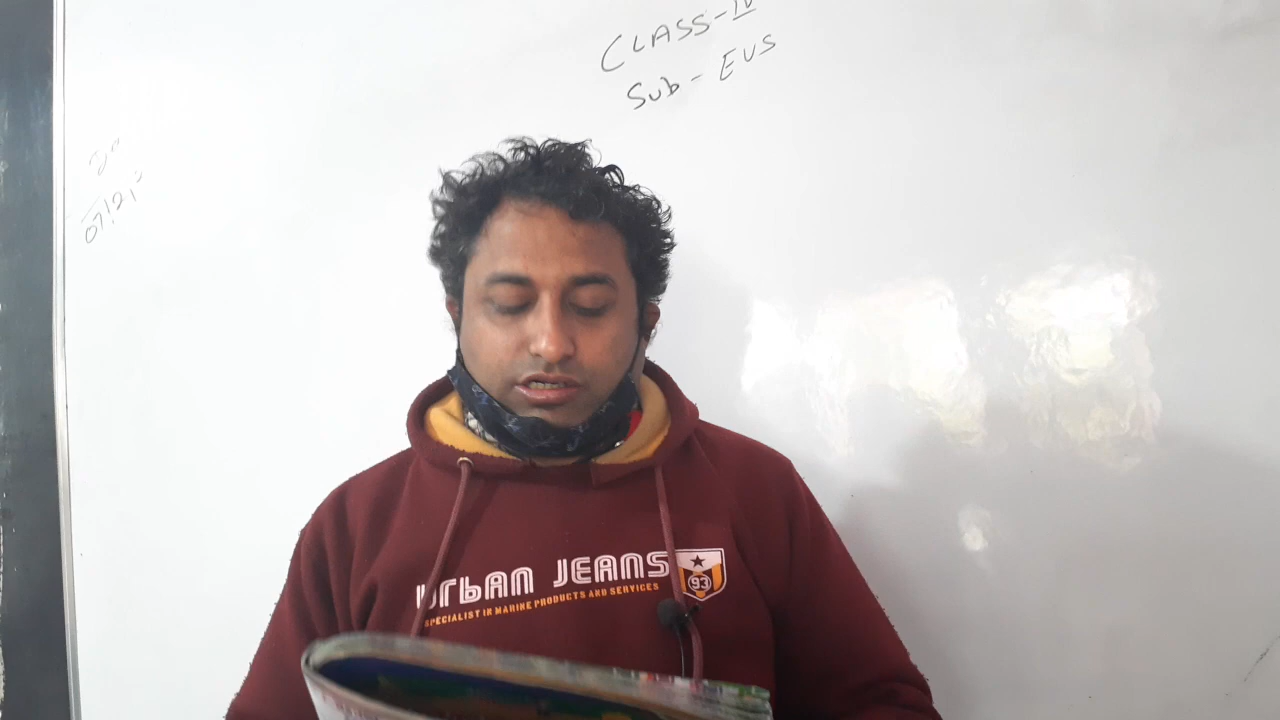 CLASS-IV
Sub - EVS
URBAN JEANS
SPECIALIST IN MARINE PRODUCTS AND SERVICES
93